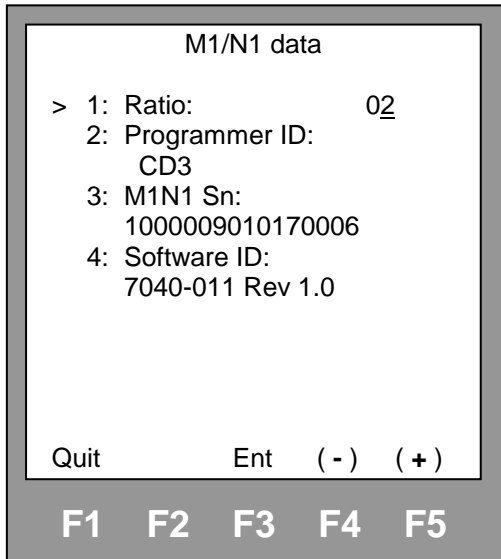 M1/N1 data
> 1: Ratio: 02
2: Programmer ID:
CD3
3: M1N1 Sn:
1000009010170006
4: Software ID:
7040-011 Rev 1.0
Quit Ent ( - ) ( + )
F1 F2 F3 F4 F5